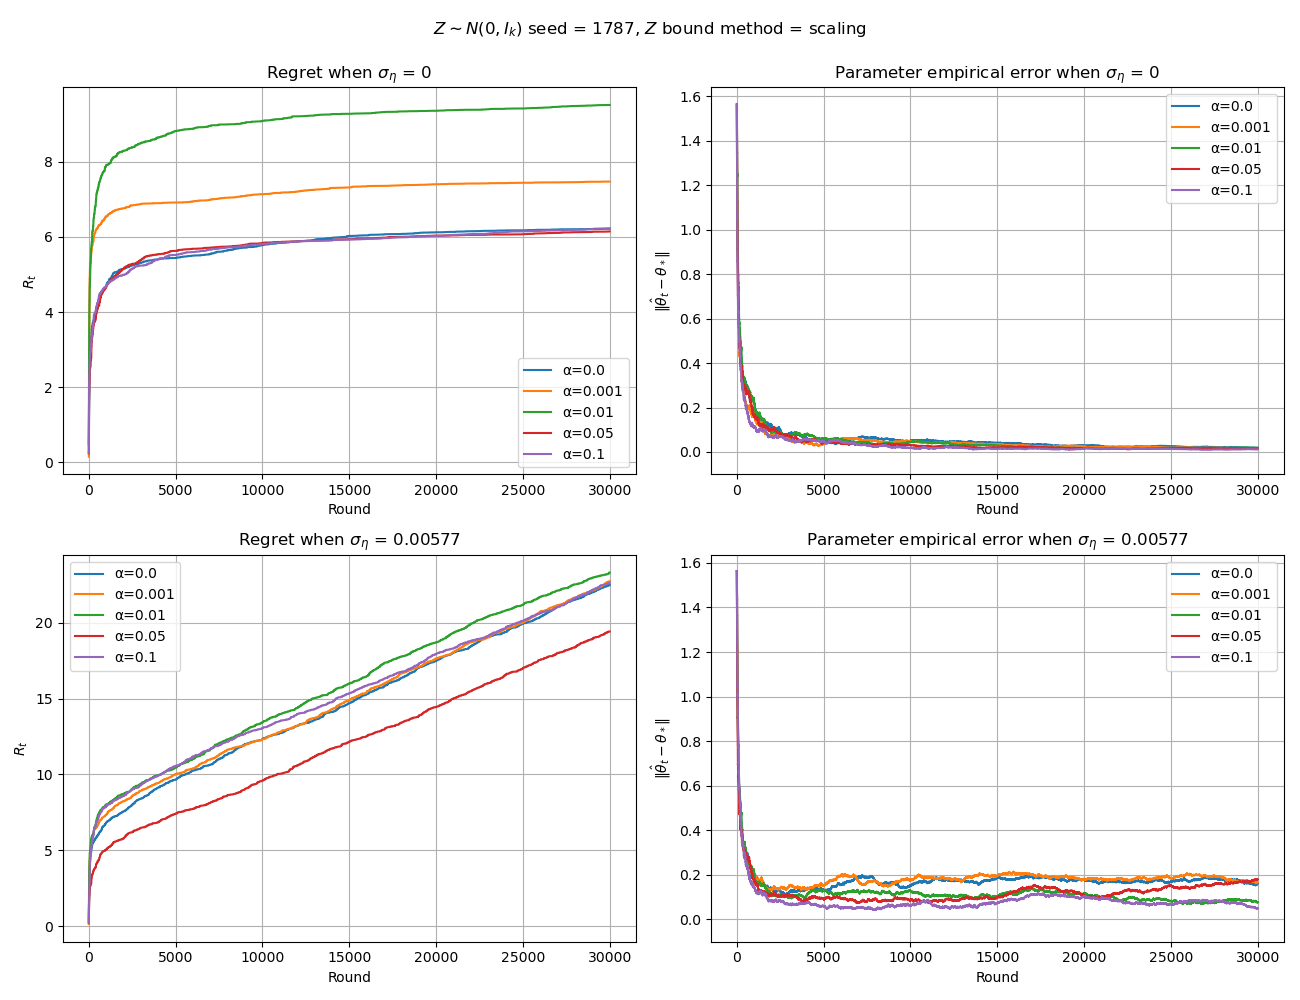 Z ∼ N(0, I_k) seed = 1787, Z bound method = scaling
Regret when σ_η = 0
R_t
8
6
4
2
0
0 5000 10000 15000 20000 25000 30000
Round
α=0.0
α=0.001
α=0.01
α=0.05
α=0.1
Parameter empirical error when σ_η = 0
‖θ̂_t − θ_*‖
1.6
1.4
1.2
1.0
0.8
0.6
0.4
0.2
0.0
0 5000 10000 15000 20000 25000 30000
Round
α=0.0
α=0.001
α=0.01
α=0.05
α=0.1
Regret when σ_η = 0.00577
R_t
20
15
10
5
0
0 5000 10000 15000 20000 25000 30000
Round
α=0.0
α=0.001
α=0.01
α=0.05
α=0.1
Parameter empirical error when σ_η = 0.00577
‖θ̂_t − θ_*‖
1.6
1.4
1.2
1.0
0.8
0.6
0.4
0.2
0.0
0 5000 10000 15000 20000 25000 30000
Round
α=0.0
α=0.001
α=0.01
α=0.05
α=0.1